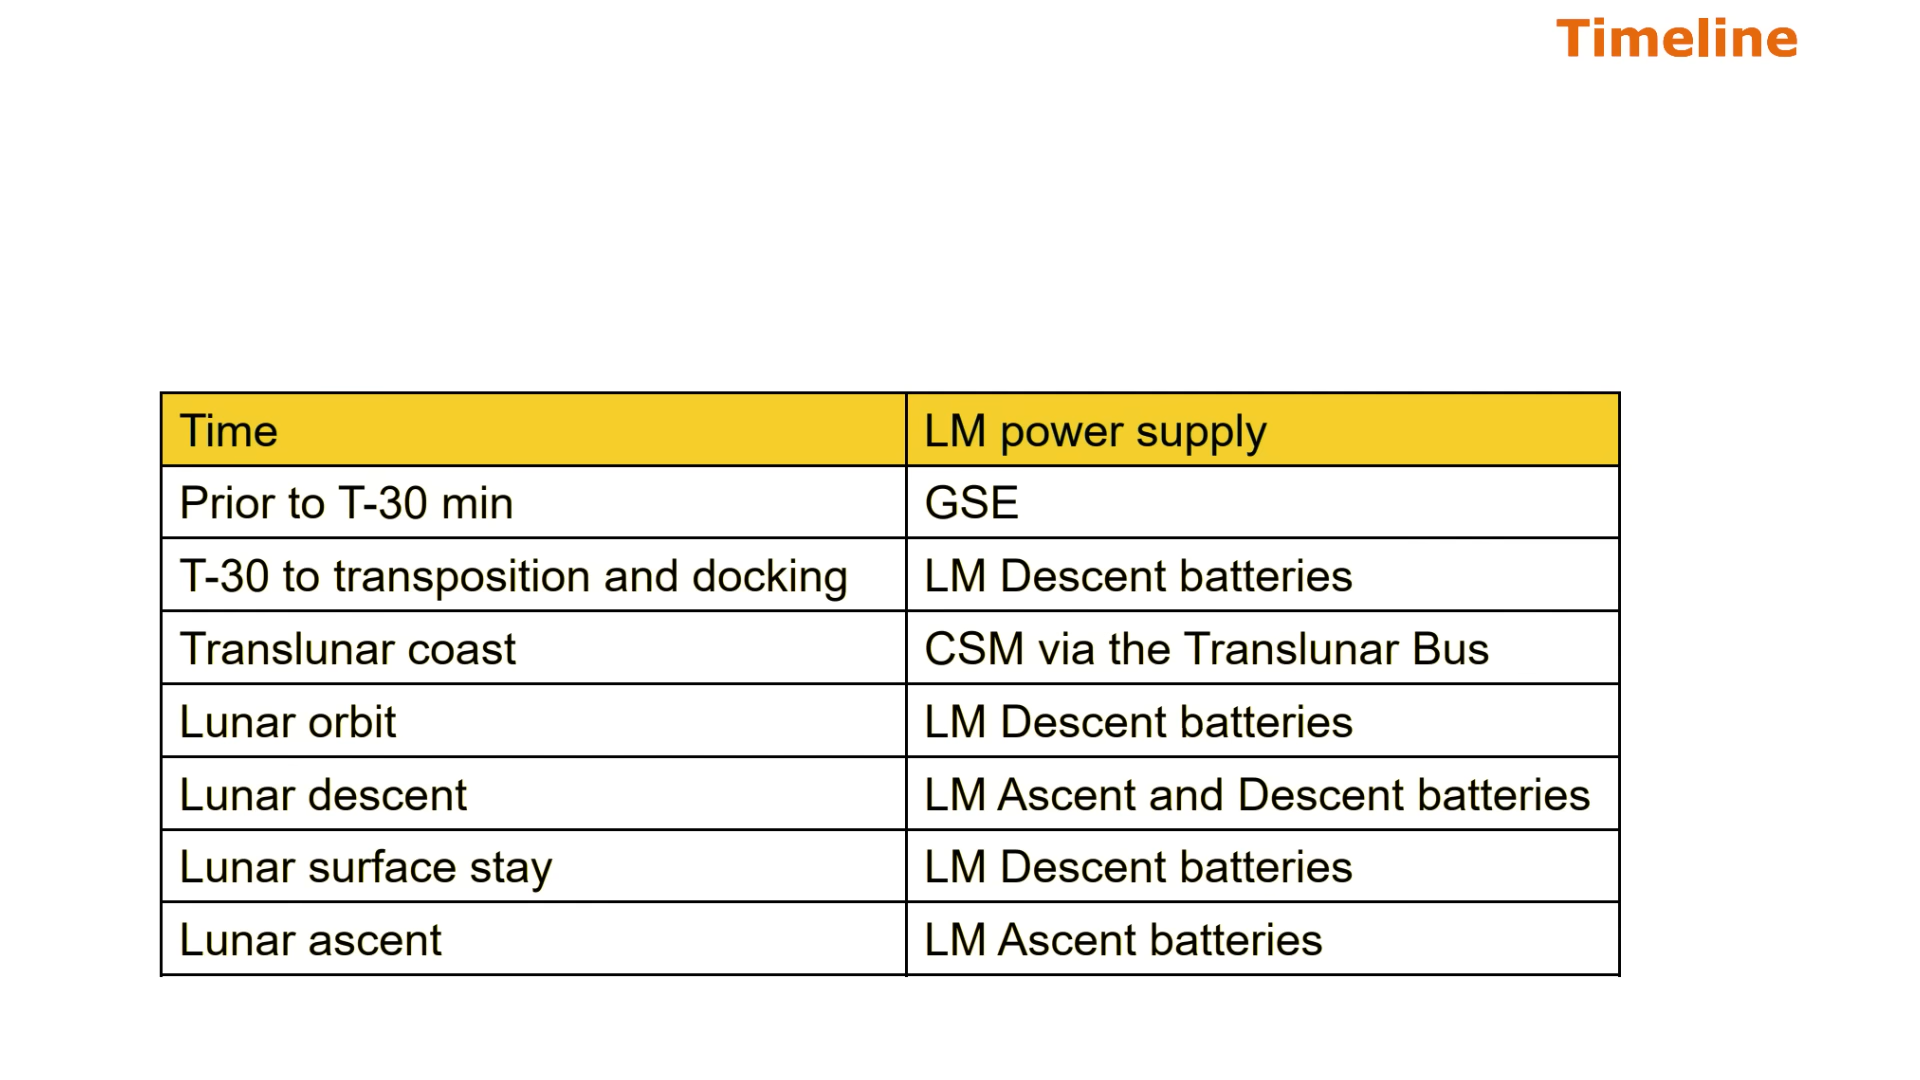 Timeline
Time LM power supply
Prior to T-30 min GSE
T-30 to transposition and docking LM Descent batteries
Translunar coast CSM via the Translunar Bus
Lunar orbit LM Descent batteries
Lunar descent LM Ascent and Descent batteries
Lunar surface stay LM Descent batteries
Lunar ascent LM Ascent batteries